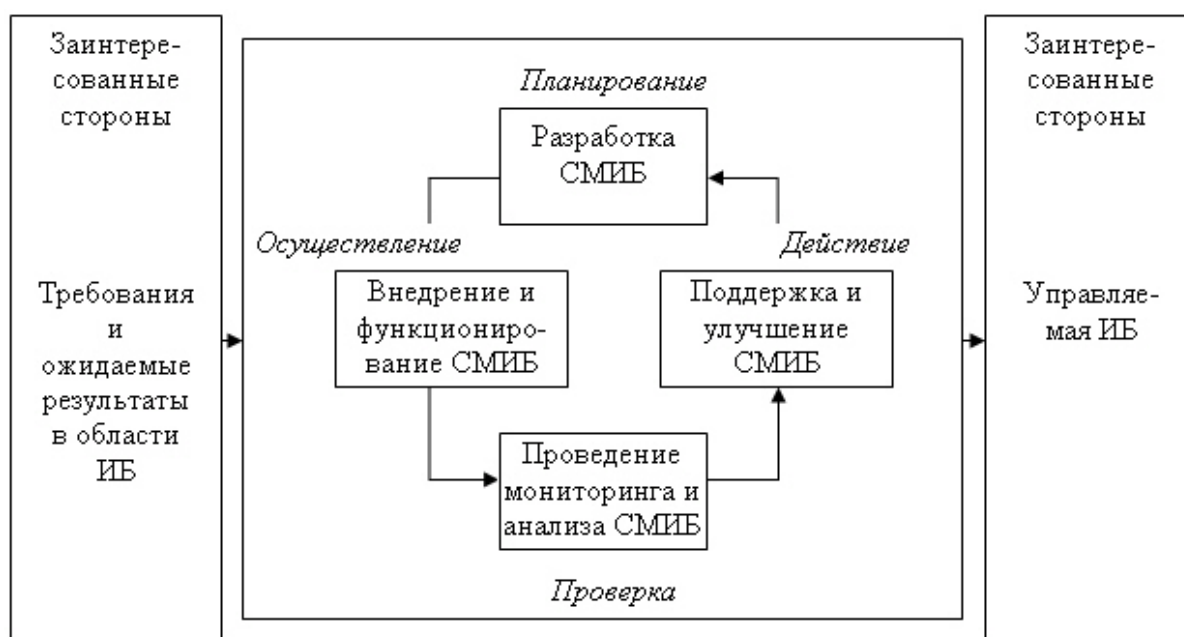 Заинтере-
сованные
стороны
Требования
и
ожидаемые
результаты
в области
ИБ
Планирование
Разработка
СМИБ
Осуществление
Действие
Внедрение и
функциониро-
вание СМИБ
Поддержка и
улучшение
СМИБ
Проведение
мониторинга и
анализа СМИБ
Проверка
Заинтере-
сованные
стороны
Управляе-
мая ИБ